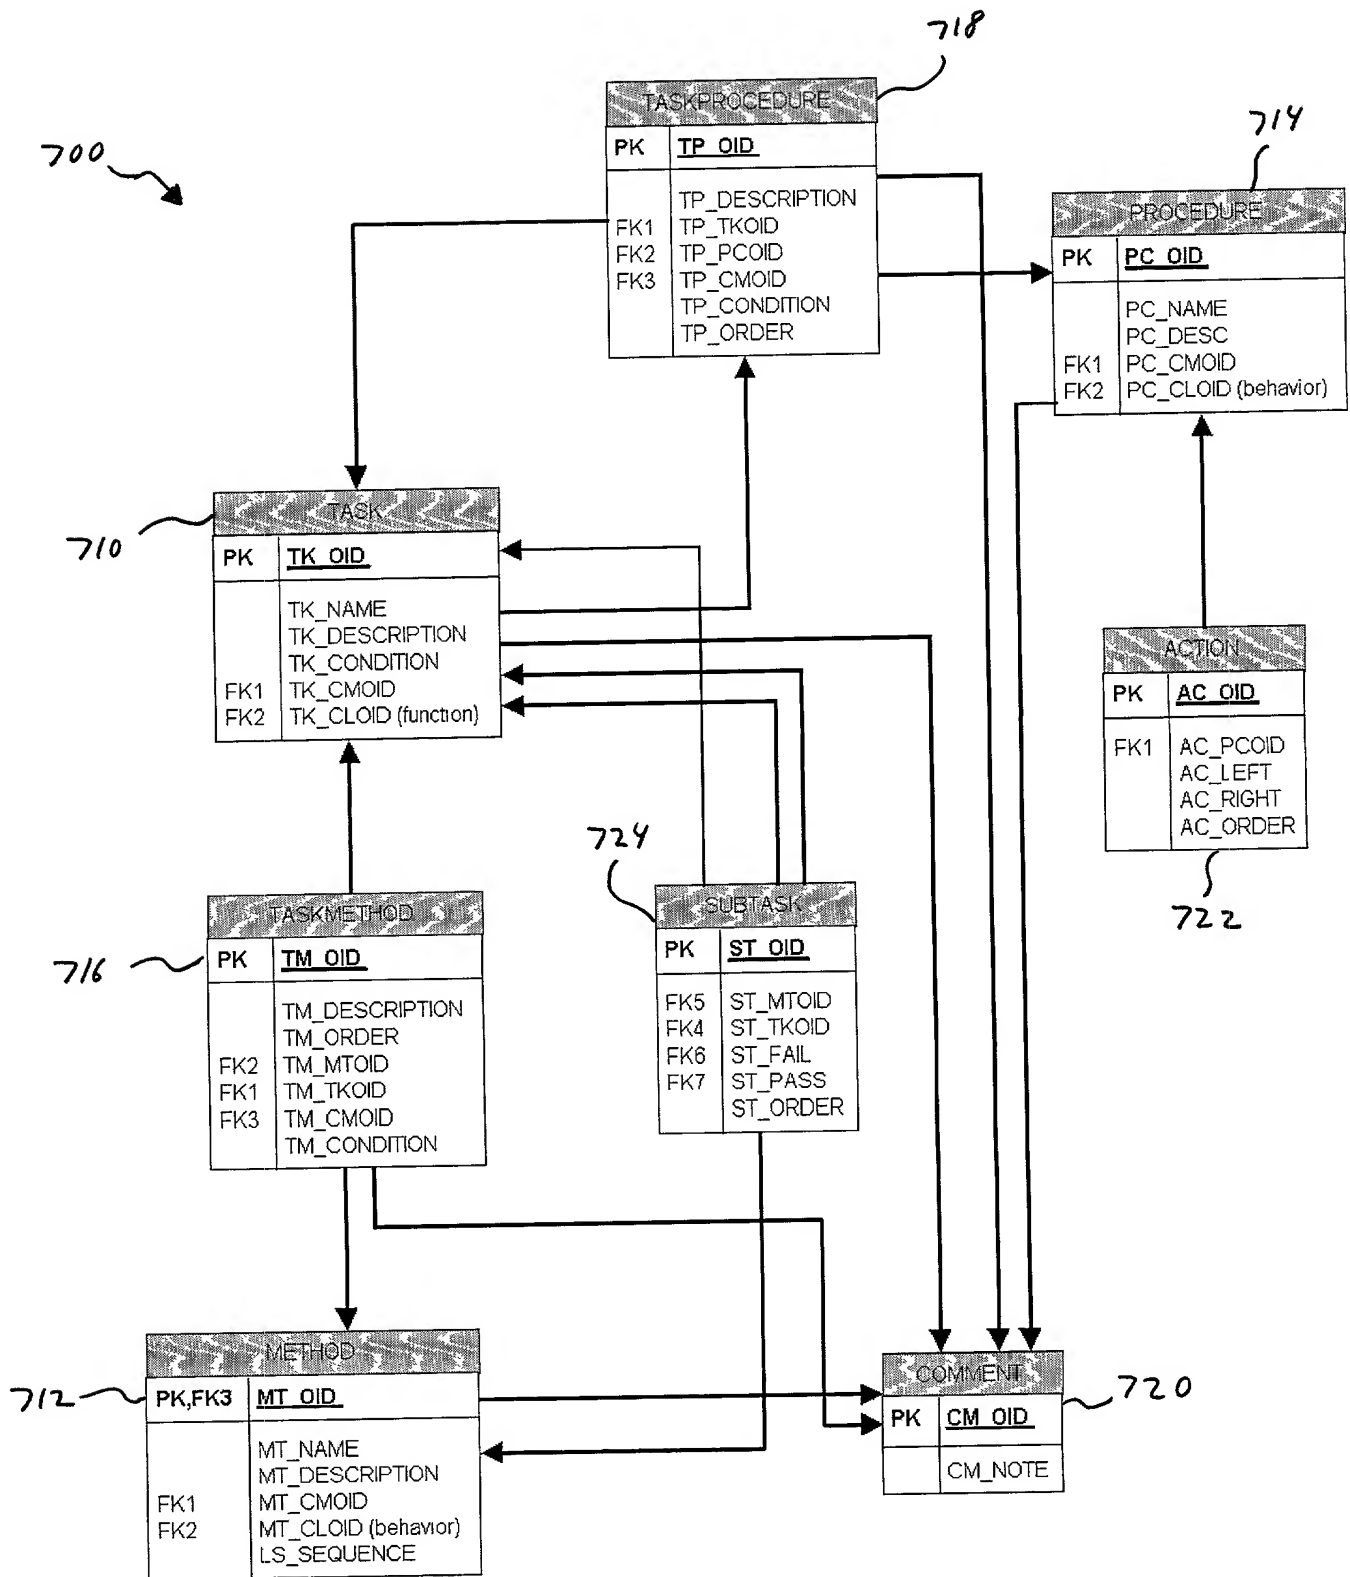 718
TASKPROCEDURE
PK TP_OID
TP_DESCRIPTION
FK1 TP_TKOID
FK2 TP_PCOID
FK3 TP_CMOID
TP_CONDITION
TP_ORDER
700
714
PROCEDURE
PK PC_OID
PC_NAME
PC_DESC
FK1 PC_CMOID
FK2 PC_CLOID (behavior)
710
TASK
PK TK_OID
TK_NAME
TK_DESCRIPTION
TK_CONDITION
FK1 TK_CMOID
FK2 TK_CLOID (function)
ACTION
PK AC_OID
FK1 AC_PCOID
AC_LEFT
AC_RIGHT
AC_ORDER
722
716
TASKMETHOD
PK TM_OID
TM_DESCRIPTION
TM_ORDER
FK2 TM_MTOID
FK1 TM_TKOID
FK3 TM_CMOID
TM_CONDITION
724
SUBTASK
PK ST_OID
FK5 ST_MTOID
FK4 ST_TKOID
FK6 ST_FAIL
FK7 ST_PASS
ST_ORDER
712
METHOD
PK,FK3 MT_OID
MT_NAME
MT_DESCRIPTION
FK1 MT_CMOID
FK2 MT_CLOID (behavior)
LS_SEQUENCE
COMMENT
720
PK CM_OID
CM_NOTE